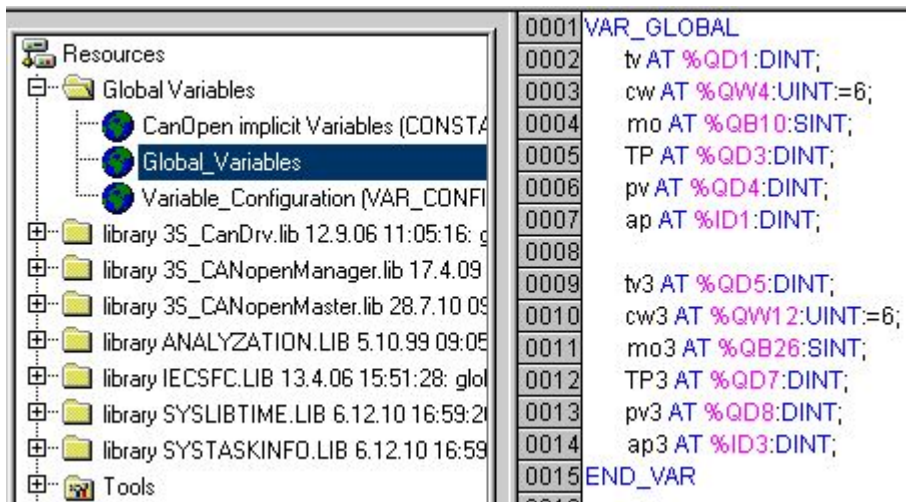 Resources
Global Variables
CanOpen implicit Variables (CONSTA
Global_Variables
Variable_Configuration (VAR_CONFI
library 3S_CanDrv.lib 12.9.06 11:05:16: g
library 3S_CANopenManager.lib 17.4.09
library 3S_CANopenMaster.lib 28.7.10 09
library ANALYZATION.LIB 5.10.99 09:05
library IECSFC.LIB 13.4.06 15:51:28: glol
library SYSLIBTIME.LIB 6.12.10 16:59:2
library SYSTASKINFO.LIB 6.12.10 16:59
Tools
0001 VAR_GLOBAL
0002 tv AT %QD1:DINT;
0003 cw AT %QW4:UINT:=6;
0004 mo AT %QB10:SINT;
0005 TP AT %QD3:DINT;
0006 pv AT %QD4:DINT;
0007 ap AT %ID1:DINT;
0008
0009 tv3 AT %QD5:DINT;
0010 cw3 AT %QW12:UINT:=6;
0011 mo3 AT %QB26:SINT;
0012 TP3 AT %QD7:DINT;
0013 pv3 AT %QD8:DINT;
0014 ap3 AT %ID3:DINT;
0015 END_VAR